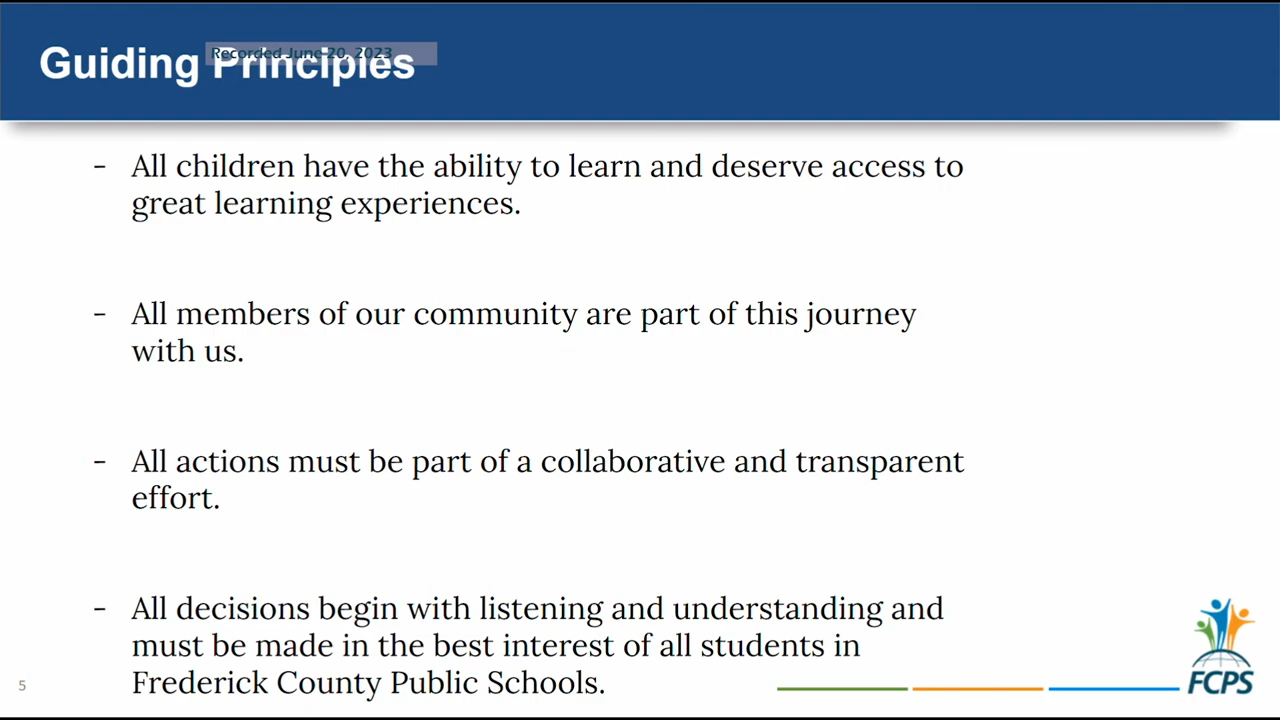 Guiding Principles
Recorded June 20, 2023
- All children have the ability to learn and deserve access to
great learning experiences.
- All members of our community are part of this journey
with us.
- All actions must be part of a collaborative and transparent
effort.
- All decisions begin with listening and understanding and
must be made in the best interest of all students in
Frederick County Public Schools.
5
FCPS